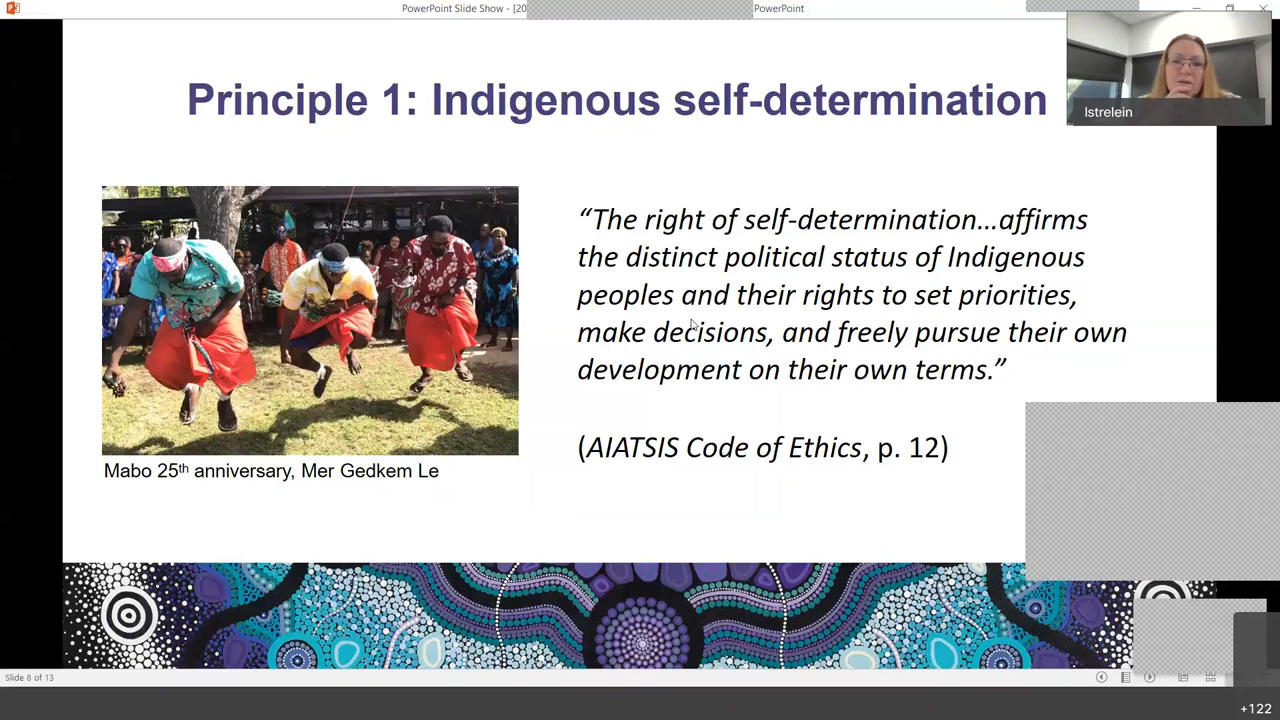 PowerPoint Slide Show - [20
PowerPoint
Principle 1: Indigenous self-determination
lstrelein
“The right of self-determination...affirms
the distinct political status of Indigenous
peoples and their rights to set priorities,
make decisions, and freely pursue their own
development on their own terms.”
(AIATSIS Code of Ethics, p. 12)
Mabo 25th anniversary, Mer Gedkem Le
Slide 8 of 13
+122